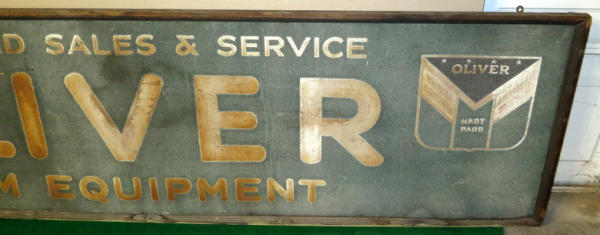 D SALES & SERVICE
LIVER
M EQUIPMENT
OLIVER
HART
PARR